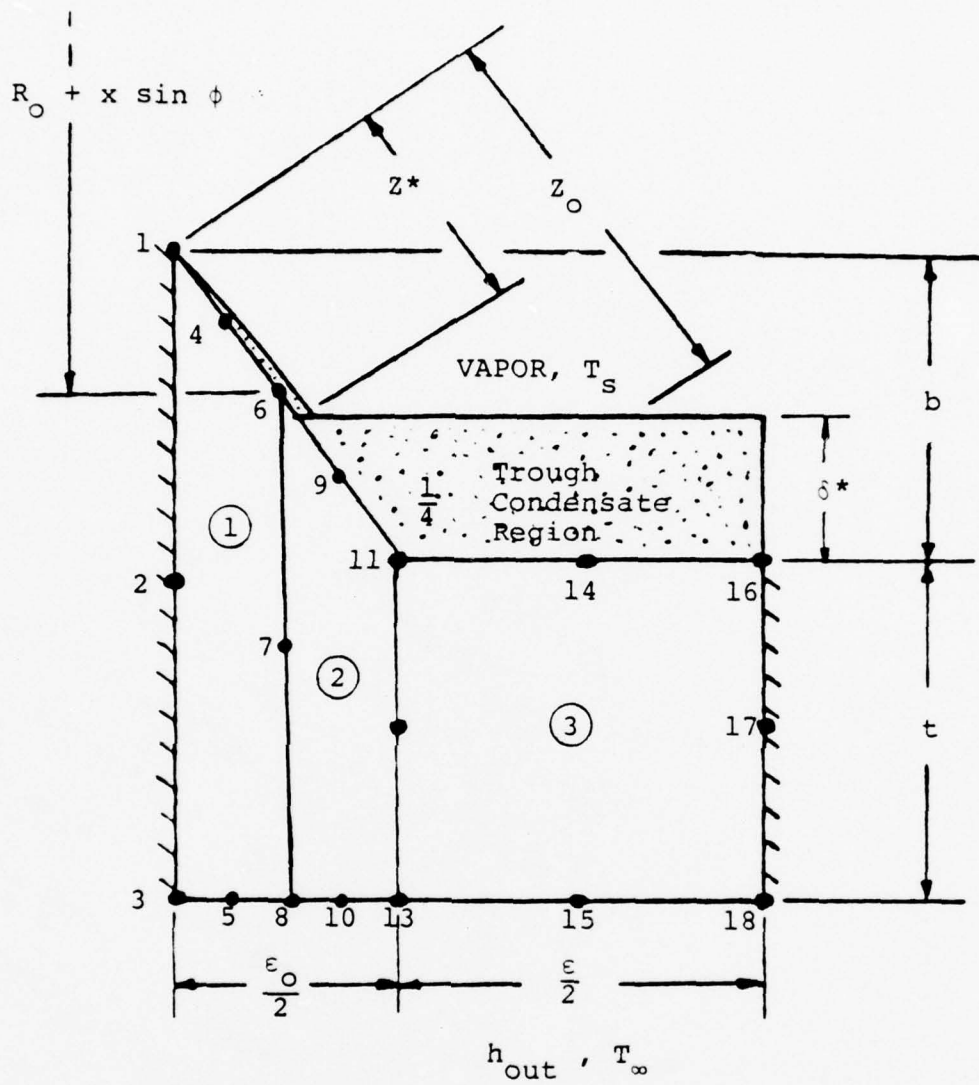 R_o + x sin φ
Z*
Z_o
1
4
VAPOR, T_s
6
b
9
1/4
Trough
Condensate
Region
δ*
①
11
2
14
16
7
②
③
17
t
3
5
8
10
13
15
18
ε_o/2
ε/2
h_out , T_∞